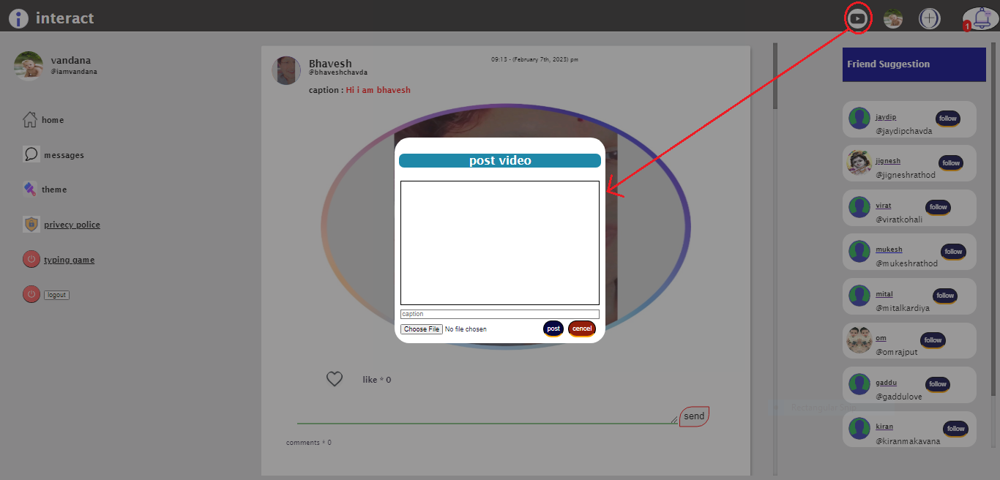 interact
1
vandana
@iamvandana
home
messages
theme
privecy police
typing game
logout
Bhavesh
@bhaveshchavda
09:13 - (February 7th, 2023) pm
caption : Hi i am bhavesh
post video
caption
Choose File No file chosen
post
cencel
like * 0
send
comments * 0
Friend Suggestion
jaydip
@jaydipchavda
follow
jignesh
@jigneshrathod
follow
virat
@viratkohali
follow
mukesh
@mukeshrathod
follow
mital
@mitalkardiya
follow
om
@omrajput
follow
gaddu
@gaddulove
follow
Rectangular Snip
kiran
@kiranmakavana
follow